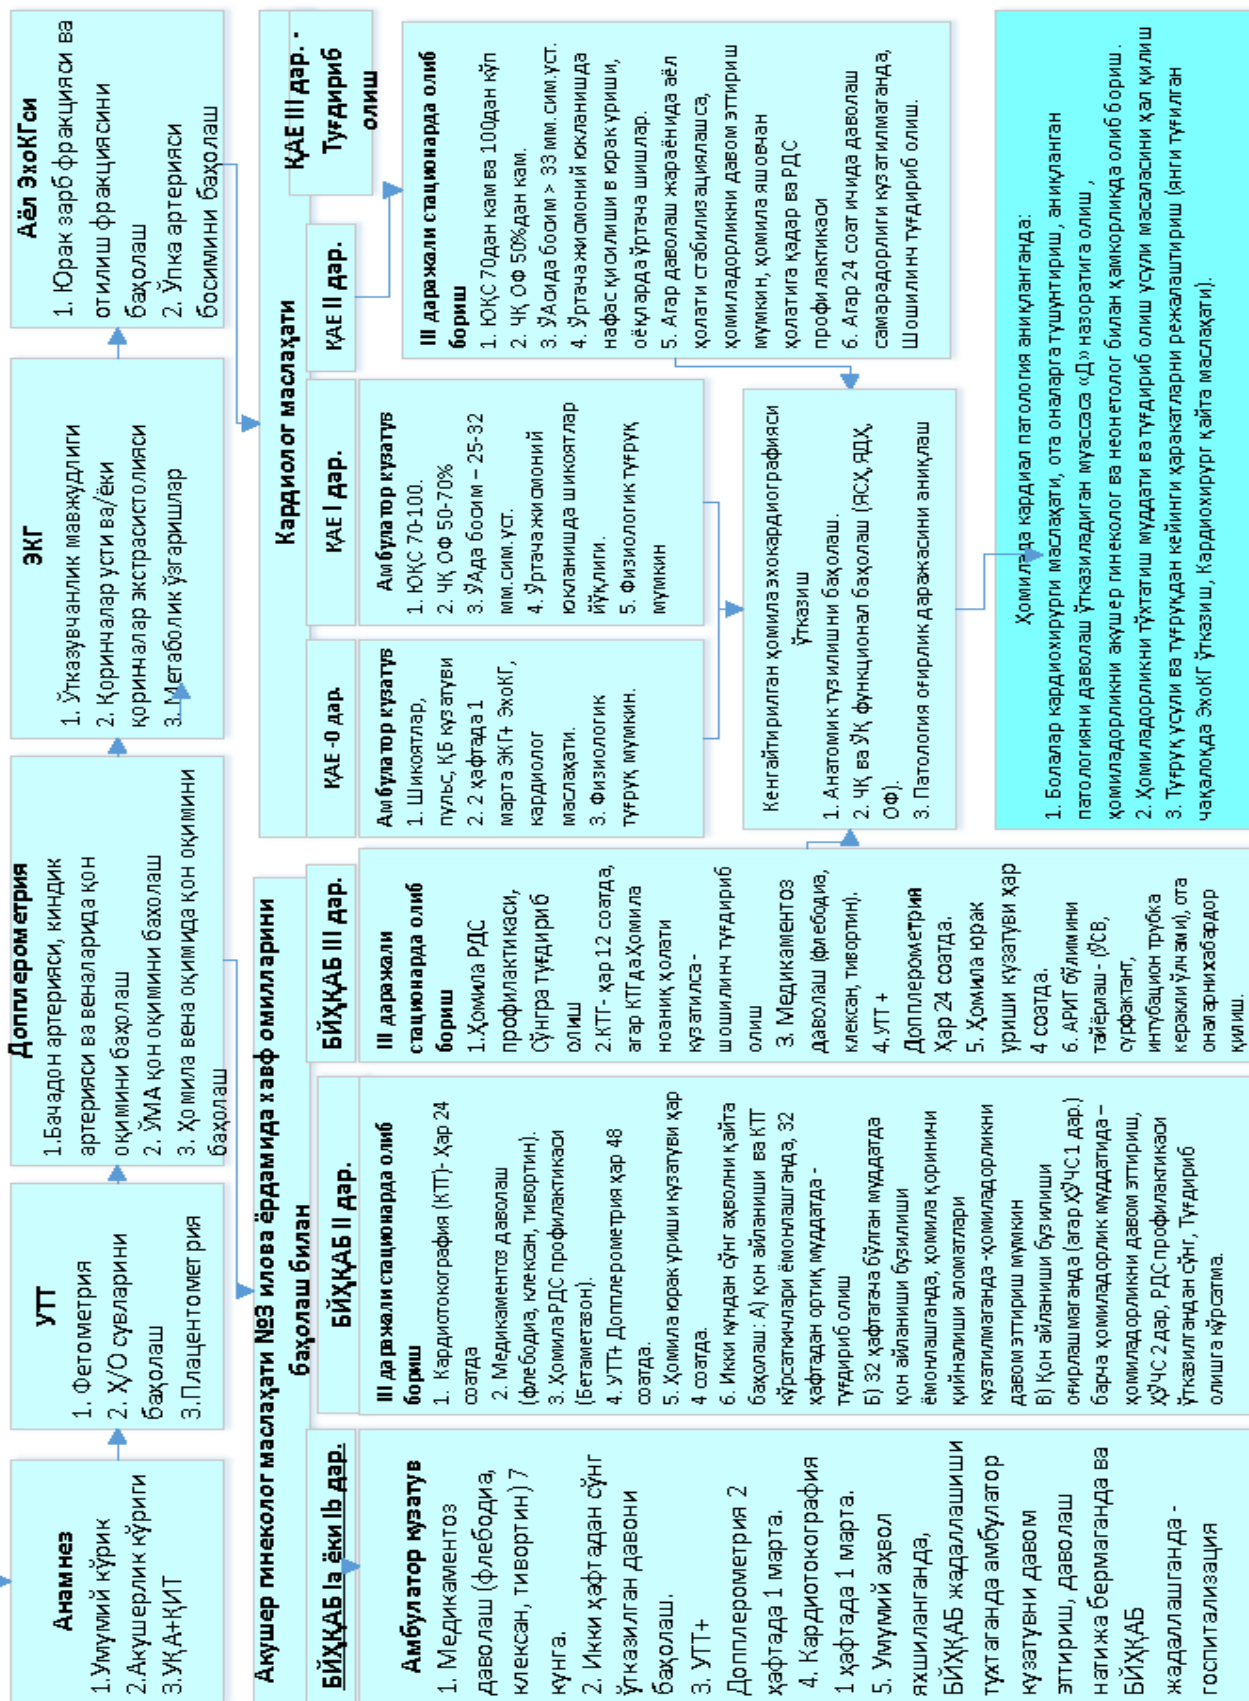 Анамнез
1.Умумий кўрик
2.Акушерлик кўриги
3.УҚА+ҚИТ
УТТ
1. Фетометрия
2. Ҳ/О сувларини
баҳолаш
3.Плацентометрия
Допплерометрия
1.Бачадон артерияси, киндик
артерияси ва веналарида қон
оқимини баҳолаш
2. ЎМА қон оқимини баҳолаш
3. Ҳомила вена оқимида қон оқимини
баҳолаш
ЭКГ
1. Ўтказувчанлик мавжудлиги
2. Қоринчалар усти ва/ёки
қоринчалар экстрасистолияси
3. Метаболик ўзгаришлар
Аёл ЭхоКГси
1. Юрак зарб фракцияси ва
отилиш фракциясини
баҳолаш
2. Ўпка артерияси
босимини баҳолаш
Акушер гинеколог маслаҳати №3 илова ёрдамида хавф омилларини
баҳолаш билан
БЙҲҚАБ Iа ёки Ib дар.
Амбулатор кузатув
1. Медикаментоз
даволаш (флебодиа,
клексан, тивортин) 7
кунга.
2. Икки ҳафтадан сўнг
ўтказилган давони
баҳолаш.
3. УТТ+
Допплерометрия 2
ҳафтада 1 марта.
4. Кардиотокография
1 ҳафтада 1 марта.
5. Умумий аҳвол
яхшиланганда,
БЙҲҚАБ жадаллашиши
тухтаганда амбулатор
кузатувни давом
эттириш, даволаш
натижа бермаганда ва
БЙҲҚАБ
жадаллашганда -
госпитализация
БЙҲҚАБ II дар.
III даражали стационарда олиб
бориш
1. Кардиотокография (КТГ)- Ҳар 24
соатда
2. Медикаментоз даволаш
(флебодиа, клексан, тивортин).
3. Ҳомила РДС профилактикаси
(Бетаметазон).
4. УТТ+ Допплерометрия ҳар 48
соатда.
5. Ҳомила юрак уриши кузатуви ҳар
4 соатда.
6. Икки кундан сўнг аҳволни қайта
баҳолаш: А) қон айланиши ва КТГ
кўрсаткичлари ёмонлашганда, 32
ҳафтадан ортиқ муддатда -
туғдириб олиш
Б) 32 ҳафтагача бўлган муддатда
қон айланиши бузилиши
ёмонлашганда, ҳомила қоринини
қийналиши аломатлари
кузатилмаганда -ҳомиладорликни
давом эттириш мумкин
В) Қон айланиши бузилиши
оғирлашмаганда (агар ҲЎЧС1 дар.)
барча ҳомиладорлик муддатида –
ҳомиладорликни давом эттириш,
ҲЎЧС 2 дар, РДС профилактикаси
ўтказилгандан сўнг, Туғдириб
олишга кўрсатма.
БЙҲҚАБ III дар.
III даражали
стационарда олиб
бориш
1.Ҳомила РДС
профилактикаси,
Сўнгра туғдириб
олиш
2.КТГ- ҳар 12 соатда,
агар КТГда Ҳомила
ноаниқ ҳолати
кузатилса-
шошилинч туғдириб
олиш
3. Медикаментоз
даволаш (флебодиа,
клексан, тивортин).
4.УТТ +
Допплерометрия
Ҳар 24 соатда.
5. Ҳомила юрак
уриши кузатуви ҳар
4 соатда.
6. АРИТ бўлимини
тайёрлаш- (ЎСВ,
сурфактант,
интубацион трубка
керакли ўлчами), ота
оналарни хабардор
қилиш.
Кардиолог маслаҳати
ҚАЕ -0 дар.
Амбулатор кузатув
1. Шикоятлар,
пульс, ҚБ кузатуви
2. 2 ҳафтада 1
марта ЭКГ+ ЭхоКГ,
кардиолог
маслаҳати.
3. Физиологик
туғруқ мумкин.
ҚАЕ I дар.
Амбулатор кузатув
1. ЮҚС 70-100.
2. ЧҚ ОФ 50-70%
3. ЎАда босим – 25-32
мм.сим.уст.
4. Ўртача жисмоний
юкланишда шикоятлар
йўқлиги.
5. Физиологик туғруқ
мумкин
ҚАЕ II дар.
ҚАЕ III дар. -
Туғдириб
олиш
III даражали стационарда олиб
бориш
1. ЮҚС 70дан кам ва 100дан кўп
2. ЧҚ ОФ 50%дан кам.
3. ЎАсида босим > 33 мм.сим.уст.
4. Ўртача жисмоний юкланишда
нафас қисилиши в юрак уриши,
оёқларда ўртача шишлар.
5. Агар даволаш жараёнида аёл
ҳолати стабилизациялашса,
ҳомиладорликни давом эттириш
мумкин, ҳомила яшовчан
ҳолатига қадар ва РДС
профилактикаси
6. Агар 24 соат ичида даволаш
самарадорлиги кузатилмаганда,
Шошилинч туғдириб олиш.
Кенгайтирилган ҳомила эхокардиографияси
ўтказиш
1. Анатомик тузилишни баҳолаш.
2. ЧҚ ва ЎҚ функционал баҳолаш (ЯСҲ, ЯДҲ,
ОФ).
3. Патология оғирлик даражасини аниқлаш
Ҳомилада кардиал патология аниқланганда:
1. Болалар кардиохирурги маслаҳати, ота оналарга тушунтириш, аниқланган
патологияни даволаш ўтказиладиган муассаса «Д» назоратига олиш ,
ҳомиладорликни акушер гинеколог ва неонетолог билан ҳамкорликда олиб бориш.
2. Ҳомиладорликни тўхтатиш муддати ва туғдириб олиш усули масаласини ҳал қилиш
3. Туғруқ усули ва туғруқдан кейинги ҳаракатларни режалаштириш (янги туғилган
чақалоқда ЭхоКГ ўтказиш, Кардиохирург қайта маслаҳати).